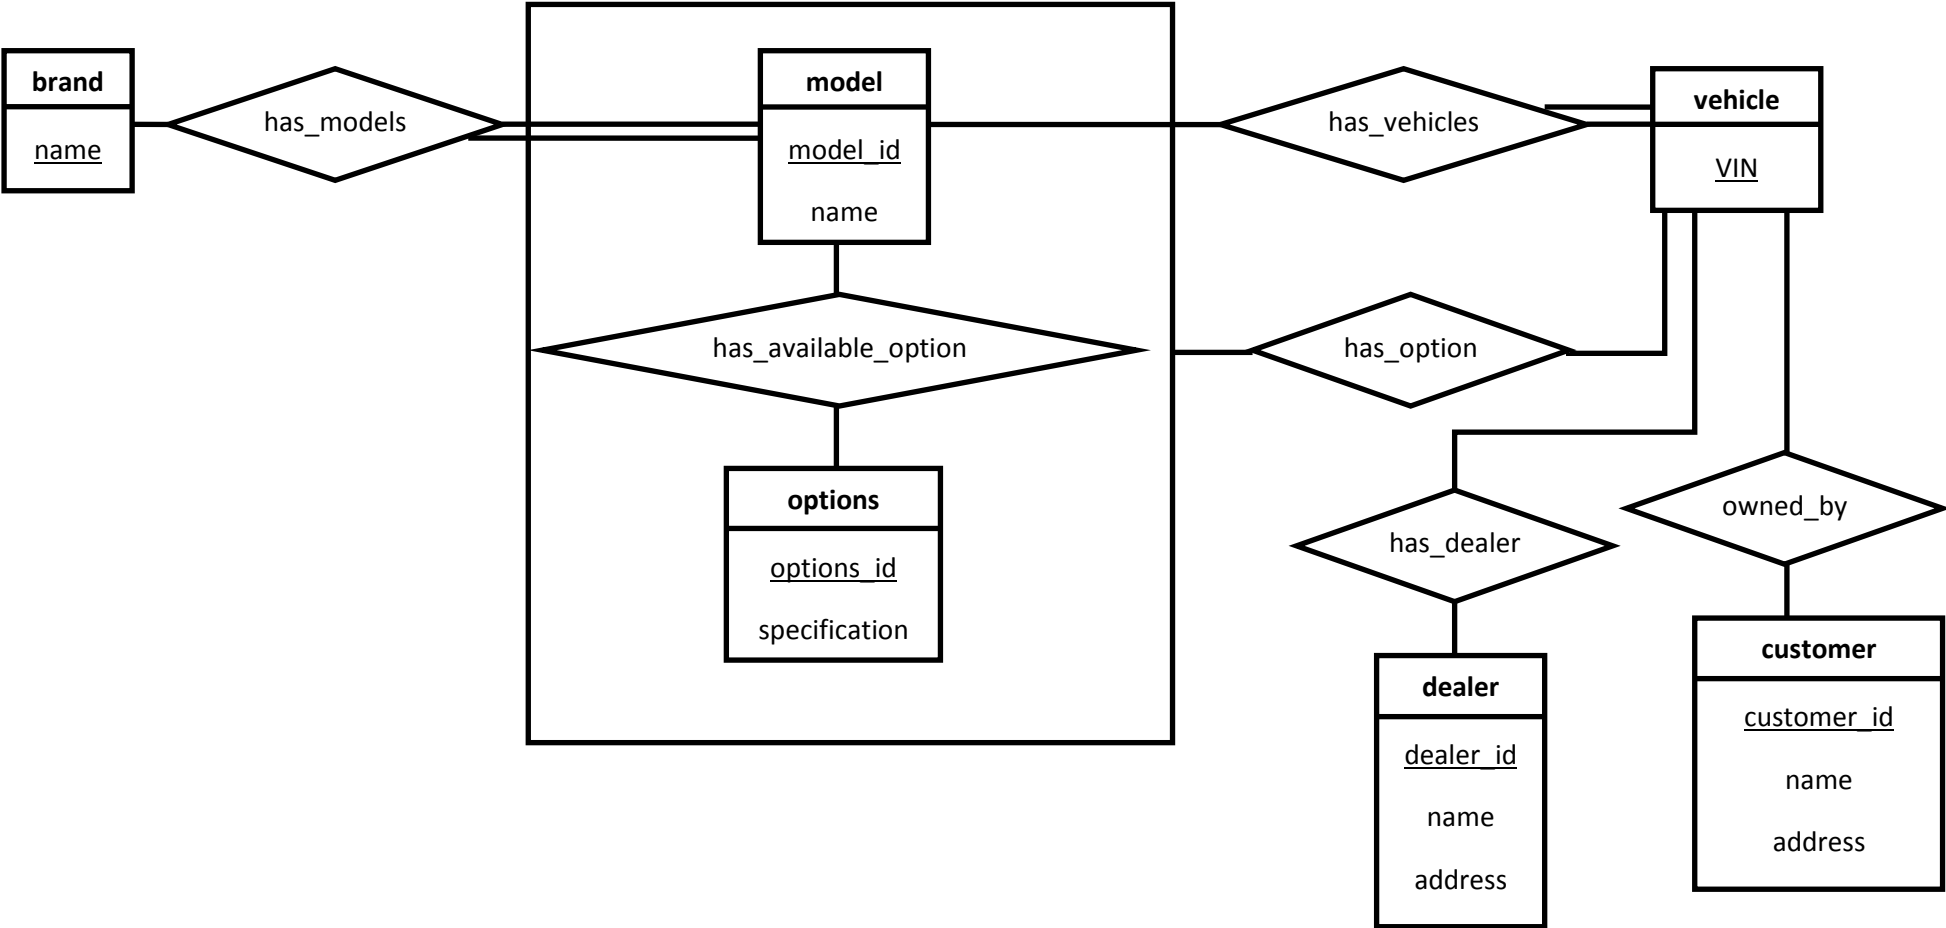 brand
name
has_models
model
model_id
name
has_vehicles
vehicle
VIN
has_available_option
has_option
options
options_id
specification
has_dealer
owned_by
dealer
dealer_id
name
address
customer
customer_id
name
address